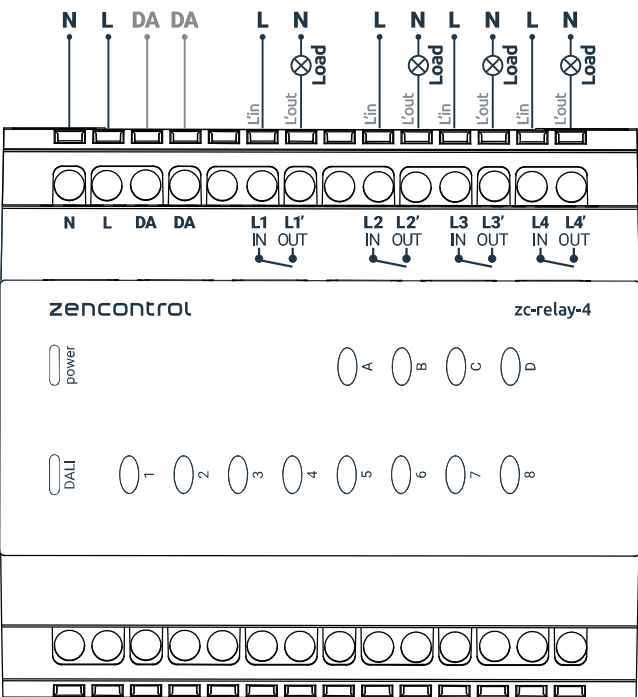 N L DA DA L N L N L N L N
Load Load Load Load
L'in L'out L'in L'out L'in L'out L'in L'out
N L DA DA L1 L1' L2 L2' L3 L3' L4 L4'
IN OUT IN OUT IN OUT IN OUT
zencontrol zc-relay-4
power A B C D
DALI 1 2 3 4 5 6 7 8